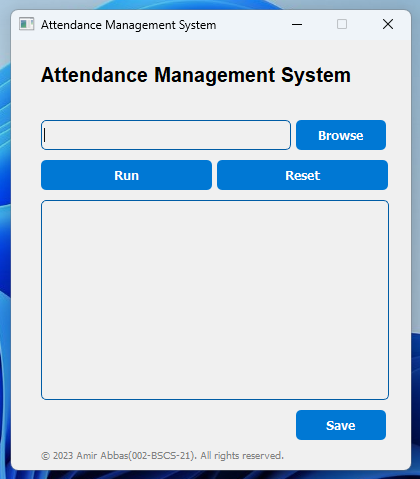 Attendance Management System
Attendance Management System
Browse
Run Reset
Save
© 2023 Amir Abbas(002-BSCS-21). All rights reserved.